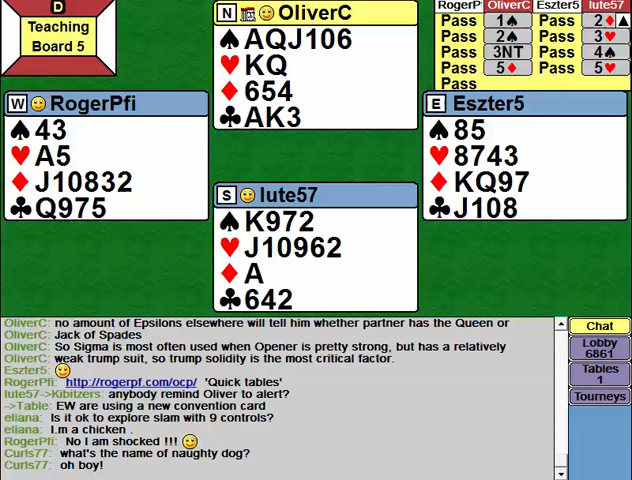 D
Teaching
Board 5
N OliverC
♠AQJ106
♥KQ
♦654
♣AK3
RogerP OliverC Eszter5 lute57
Pass 1♠ Pass 2♦
Pass 2♠ Pass 3♥
Pass 3NT Pass 4♠
Pass 5♦ Pass 5♥
Pass
W RogerPfi
♠43
♥A5
♦J10832
♣Q975
E Eszter5
♠85
♥8743
♦KQ97
♣J108
S lute57
♠K972
♥J10962
♦A
♣642
OliverC: no amount of Epsilons elsewhere will tell him whether partner has the Queen or
OliverC: Jack of Spades
OliverC: So Sigma is most often used when Opener is pretty strong, but has a relatively
OliverC: weak trump suit, so trump solidity is the most critical factor.
Eszter5:
RogerPfi: http://rogerpf.com/ocp/ 'Quick tables'
lute57->Kibitzers: anybody remind Oliver to alert?
->Table: EW are using a new convention card
eliana: Is it ok to explore slam with 9 controls?
eliana: I.m a chicken .
RogerPfi: No I am shocked !!!
Curls77: what's the name of naughty dog?
Curls77: oh boy!
Chat
Lobby
6861
Tables
1
Tourneys